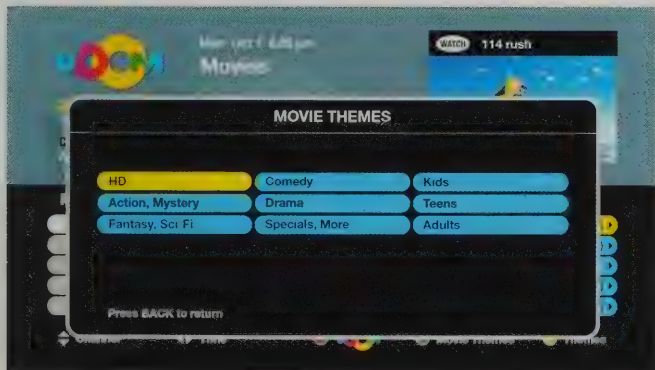 Movies
WATCH 114 rush
MOVIE THEMES
HD Comedy Kids
Action, Mystery Drama Teens
Fantasy, Sci Fi Specials, More Adults
Press BACK to return
Movie Themes Themes